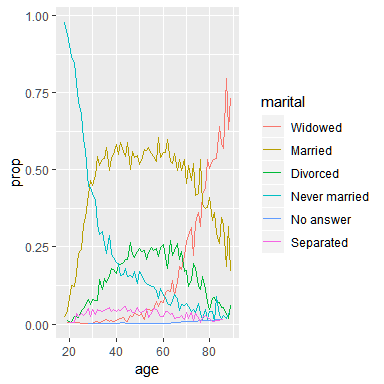 1.00
0.75
0.50
0.25
0.00
prop
20 40 60 80
age
marital
Widowed
Married
Divorced
Never married
No answer
Separated